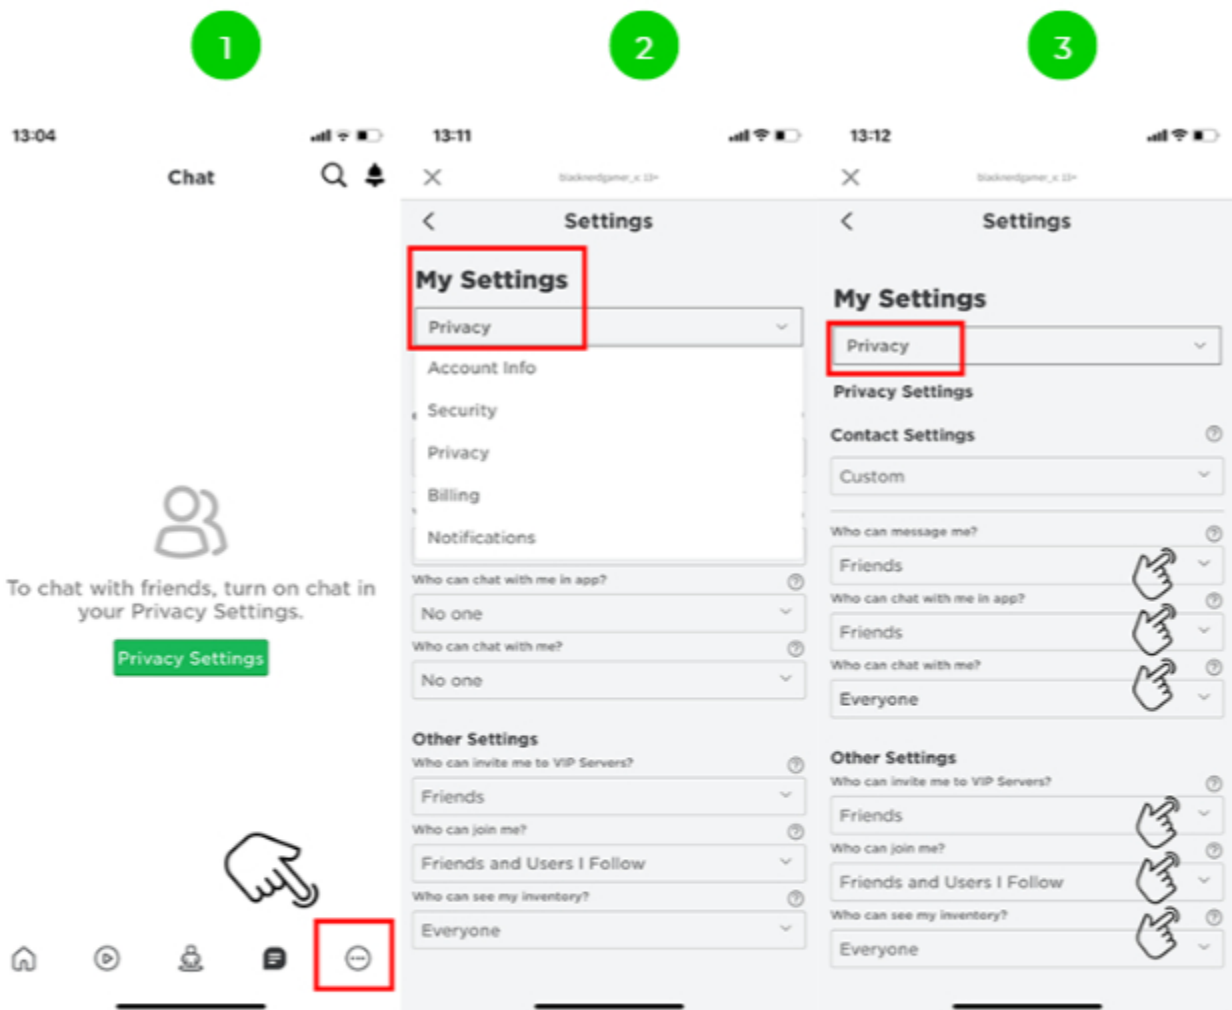 1
13:04
Chat
To chat with friends, turn on chat in
your Privacy Settings.
Privacy Settings
2
13:11
Settings
My Settings
Privacy
Account Info
Security
Privacy
Billing
Notifications
Who can chat with me in app?
No one
Who can chat with me?
No one
Other Settings
Who can invite me to VIP Servers?
Friends
Who can join me?
Friends and Users I Follow
Who can see my inventory?
Everyone
3
13:12
Settings
My Settings
Privacy
Privacy Settings
Contact Settings
Custom
Who can message me?
Friends
Who can chat with me in app?
Friends
Who can chat with me?
Everyone
Other Settings
Who can invite me to VIP Servers?
Friends
Who can join me?
Friends and Users I Follow
Who can see my inventory?
Everyone